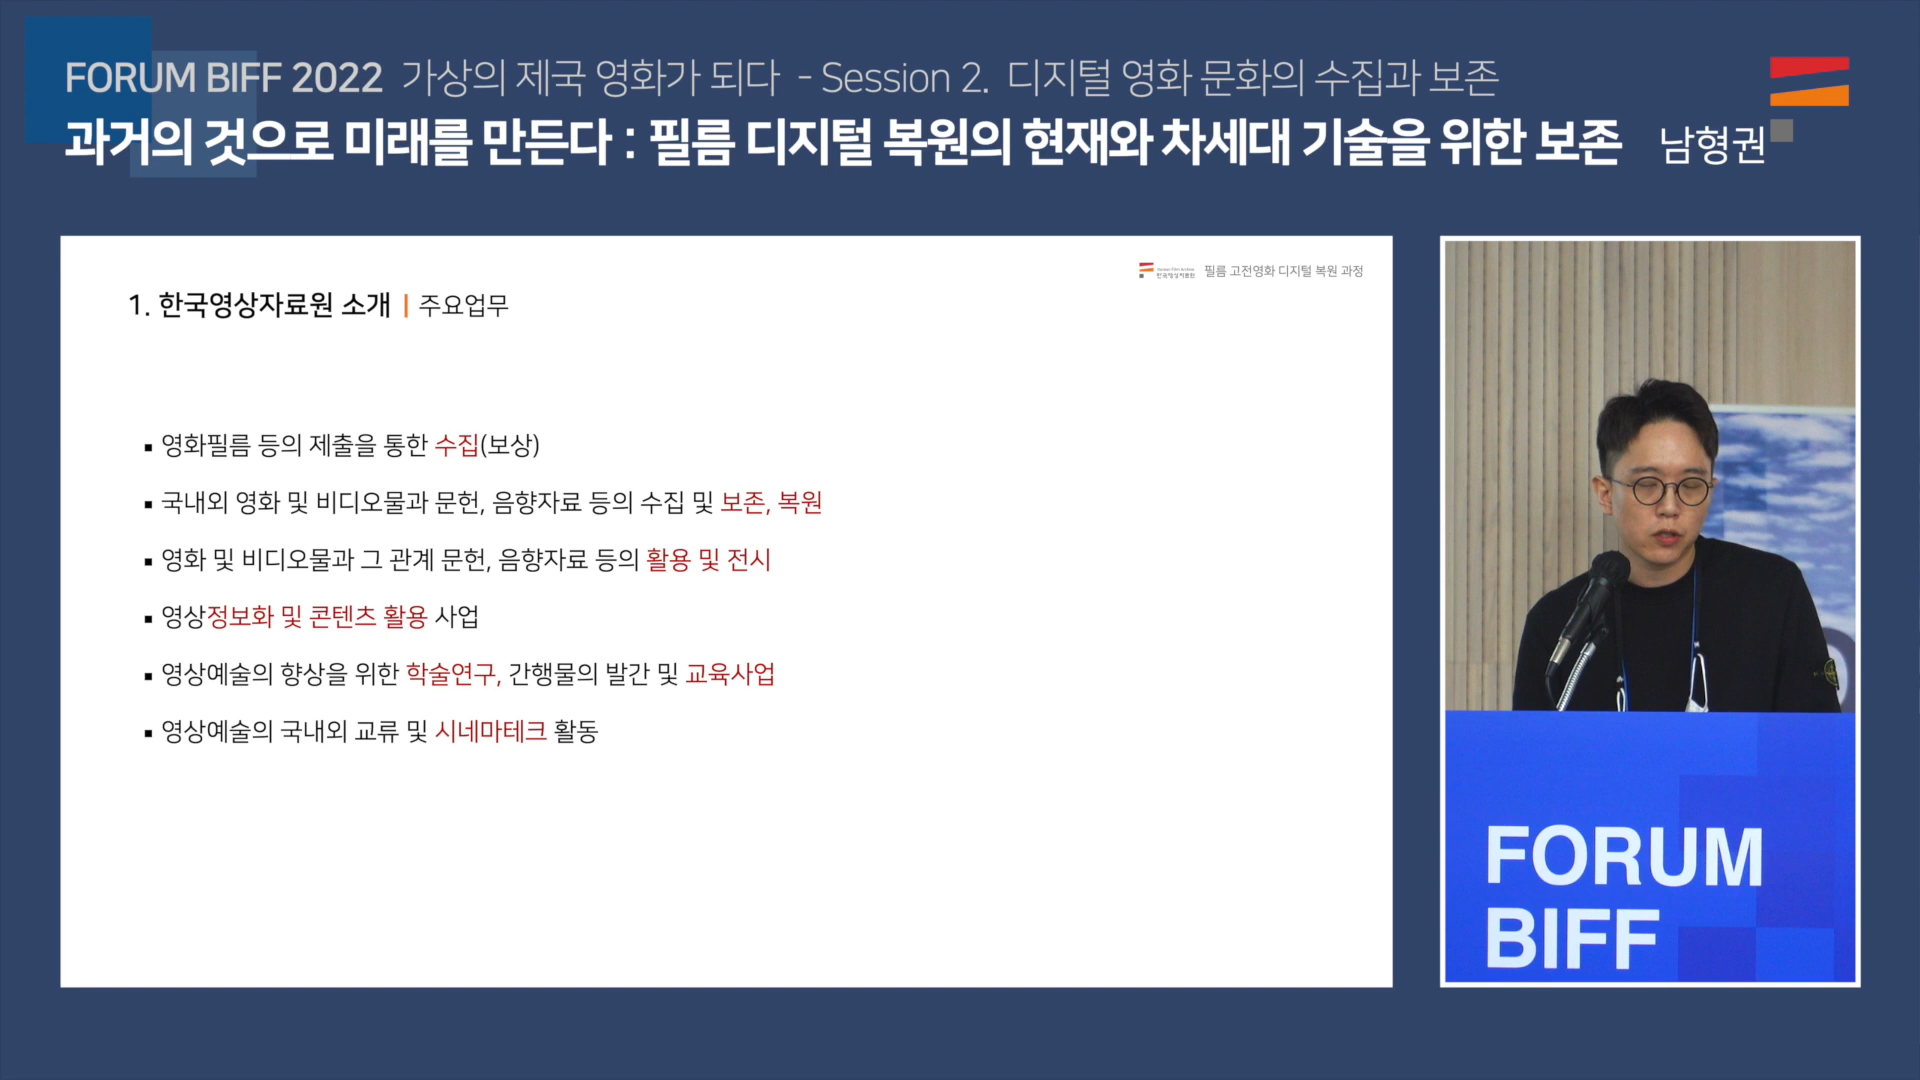 FORUM BIFF 2022 가상의 제국 영화가 되다 - Session 2. 디지털 영화 문화의 수집과 보존
과거의 것으로 미래를 만든다 : 필름 디지털 복원의 현재와 차세대 기술을 위한 보존 남형권
한국영상자료원 필름 고전영화 디지털 복원 과정
1. 한국영상자료원 소개 | 주요업무
▪ 영화필름 등의 제출을 통한 수집(보상)
▪ 국내외 영화 및 비디오물과 문헌, 음향자료 등의 수집 및 보존, 복원
▪ 영화 및 비디오물과 그 관계 문헌, 음향자료 등의 활용 및 전시
▪ 영상정보화 및 콘텐츠 활용 사업
▪ 영상예술의 향상을 위한 학술연구, 간행물의 발간 및 교육사업
▪ 영상예술의 국내외 교류 및 시네마테크 활동
FORUM
BIFF